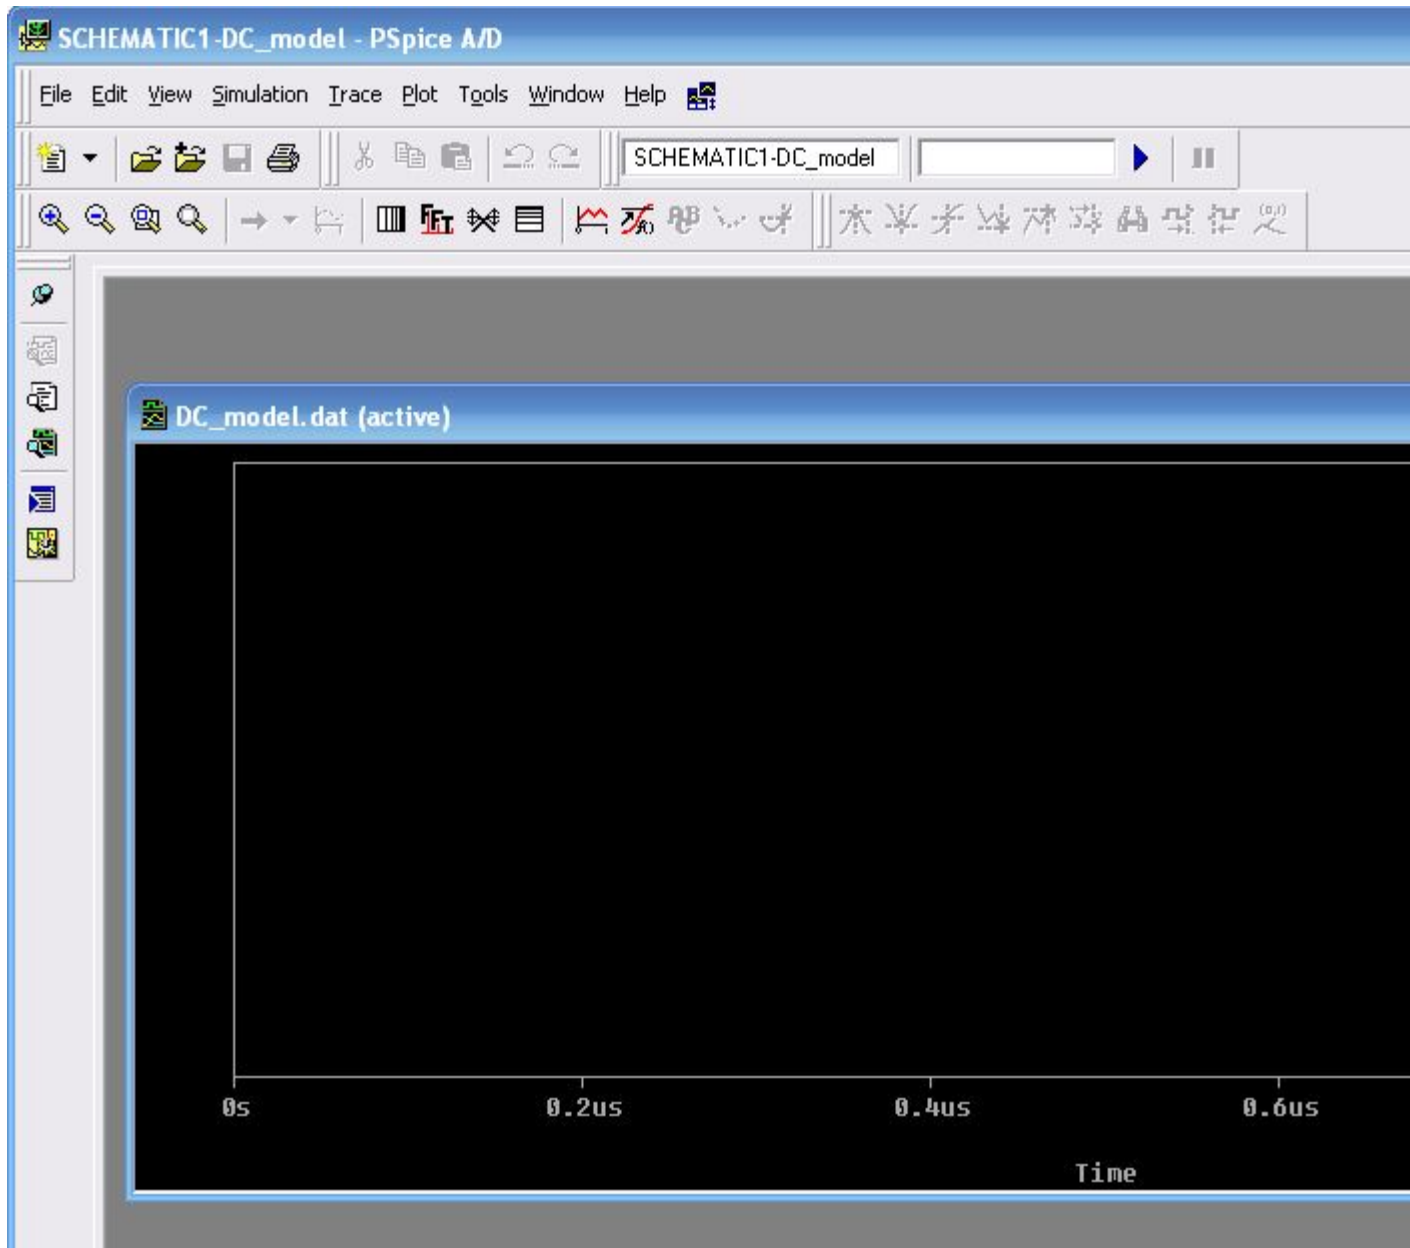 SCHEMATIC1-DC_model - PSpice A/D
File Edit View Simulation Trace Plot Tools Window Help
SCHEMATIC1-DC_model
FFT
DC_model.dat (active)
0s 0.2us 0.4us 0.6us
Time